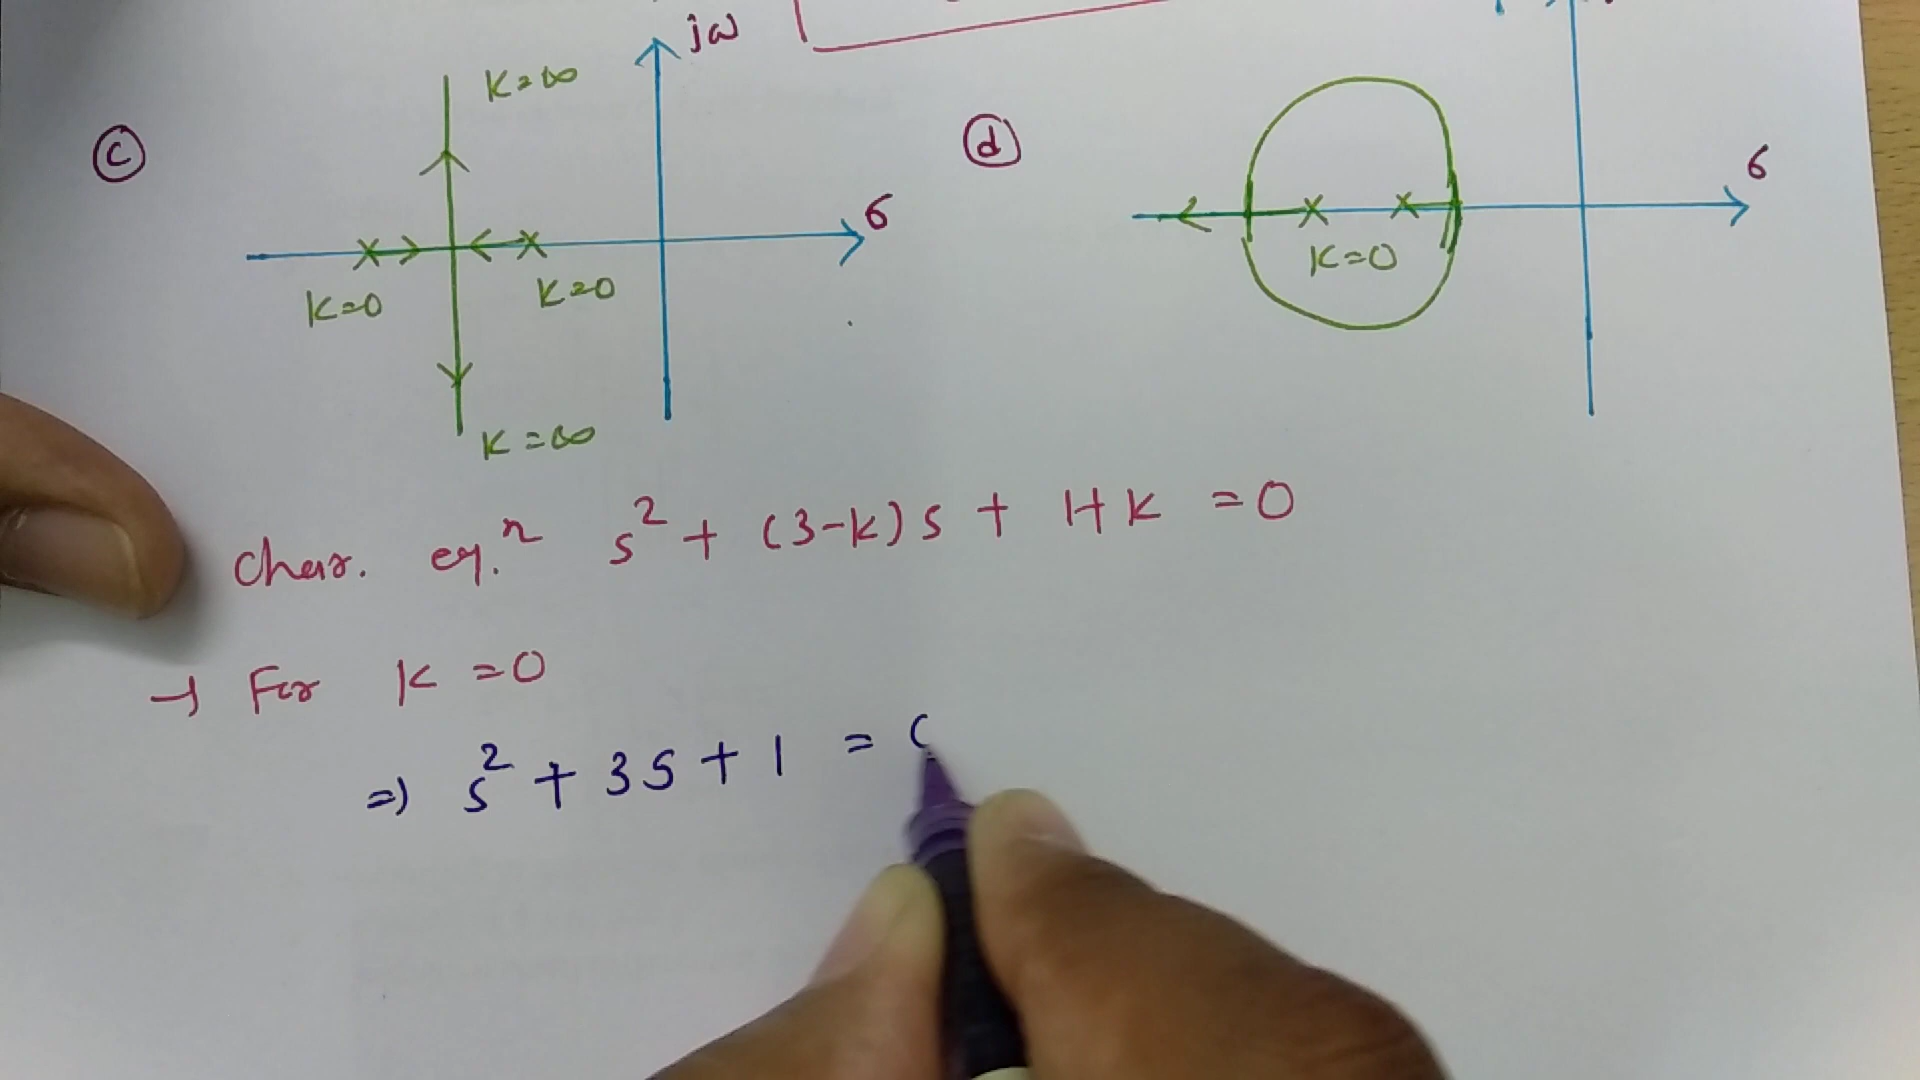 jω
K=∞
(c)
(d)
σ
σ
K=0
K=0
K=0
K=∞
Char. eq.ⁿ s² + (3-k)s + 1+k = 0
→ For K = 0
⇒ s² + 3s + 1 = 0